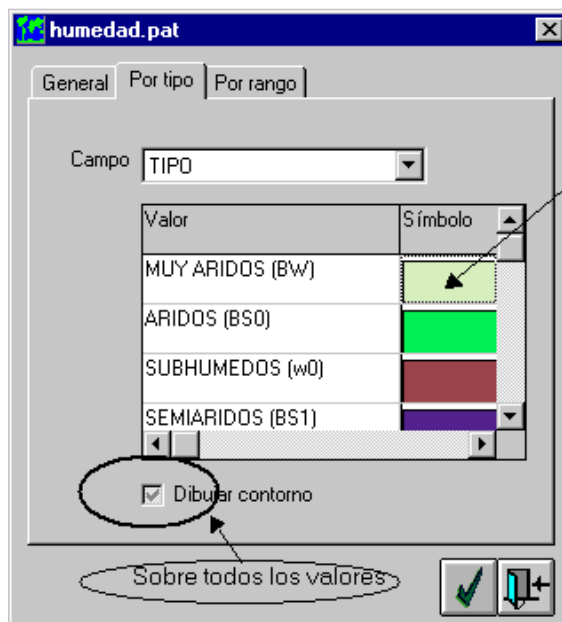 humedad.pat
General Por tipo Por rango
Campo TIPO
Valor Símbolo
MUY ARIDOS (BW)
ARIDOS (BS0)
SUBHUMEDOS (w0)
SEMIARIDOS (BS1)
Dibujar contorno
Sobre todos los valores